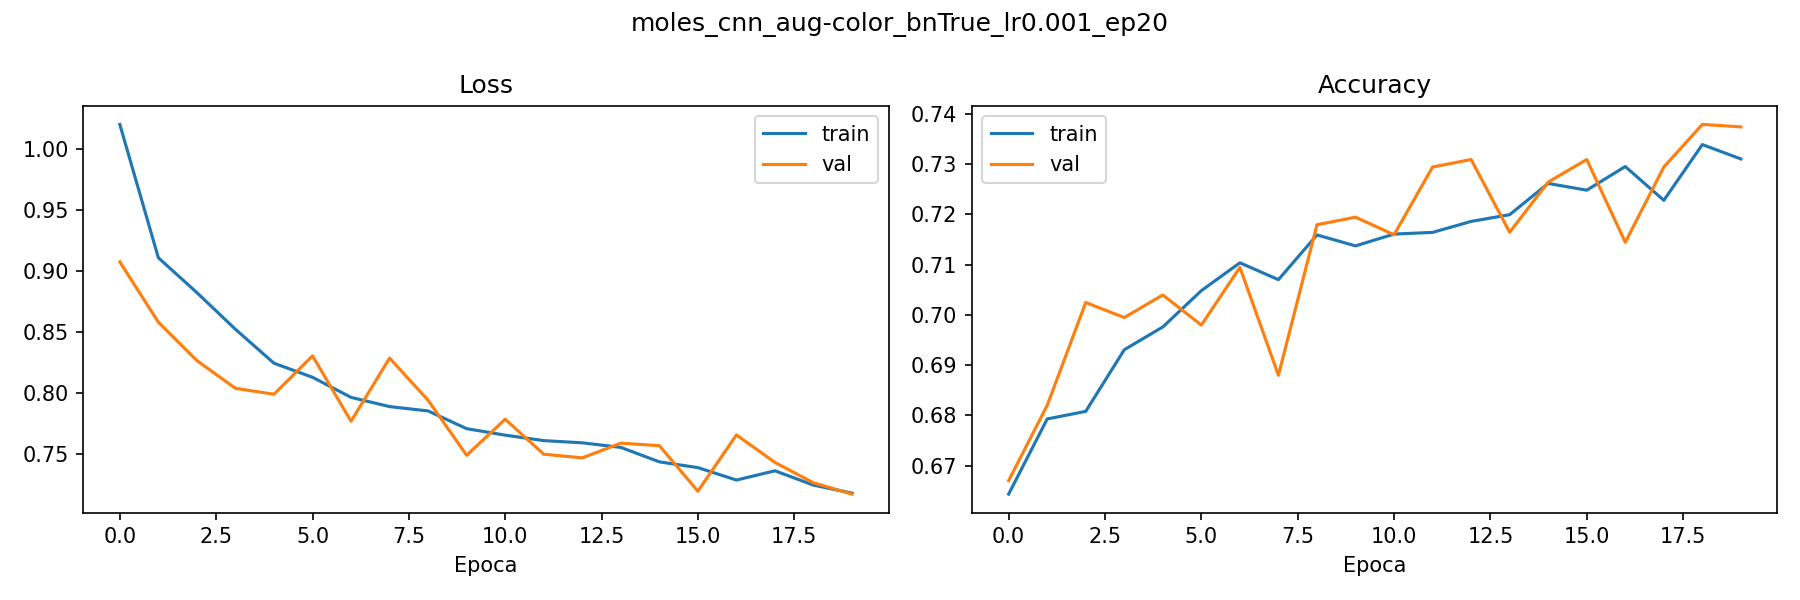 moles_cnn_aug-color_bnTrue_lr0.001_ep20
Loss
train
val
1.00
0.95
0.90
0.85
0.80
0.75
0.0 2.5 5.0 7.5 10.0 12.5 15.0 17.5
Epoca
Accuracy
train
val
0.74
0.73
0.72
0.71
0.70
0.69
0.68
0.67
0.0 2.5 5.0 7.5 10.0 12.5 15.0 17.5
Epoca